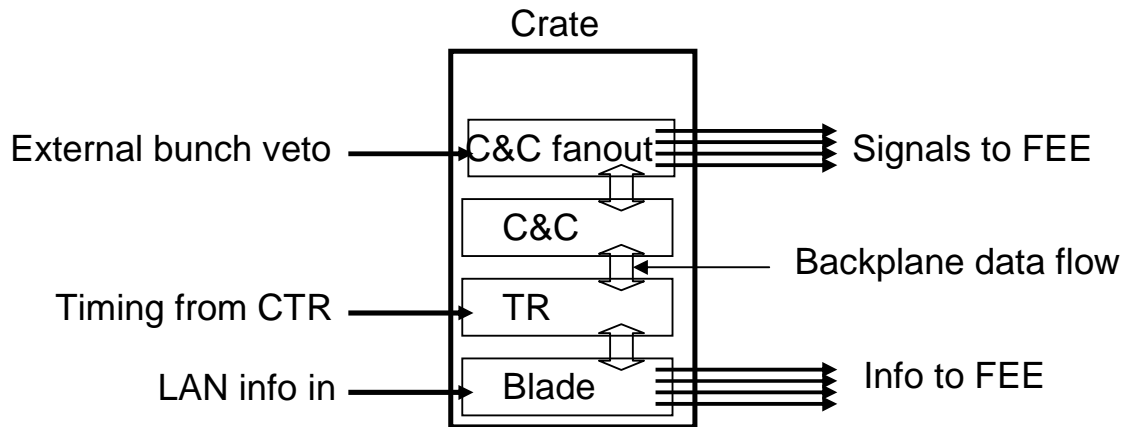 Crate
External bunch veto
C&C fanout
Signals to FEE
C&C
Backplane data flow
Timing from CTR
TR
LAN info in
Blade
Info to FEE